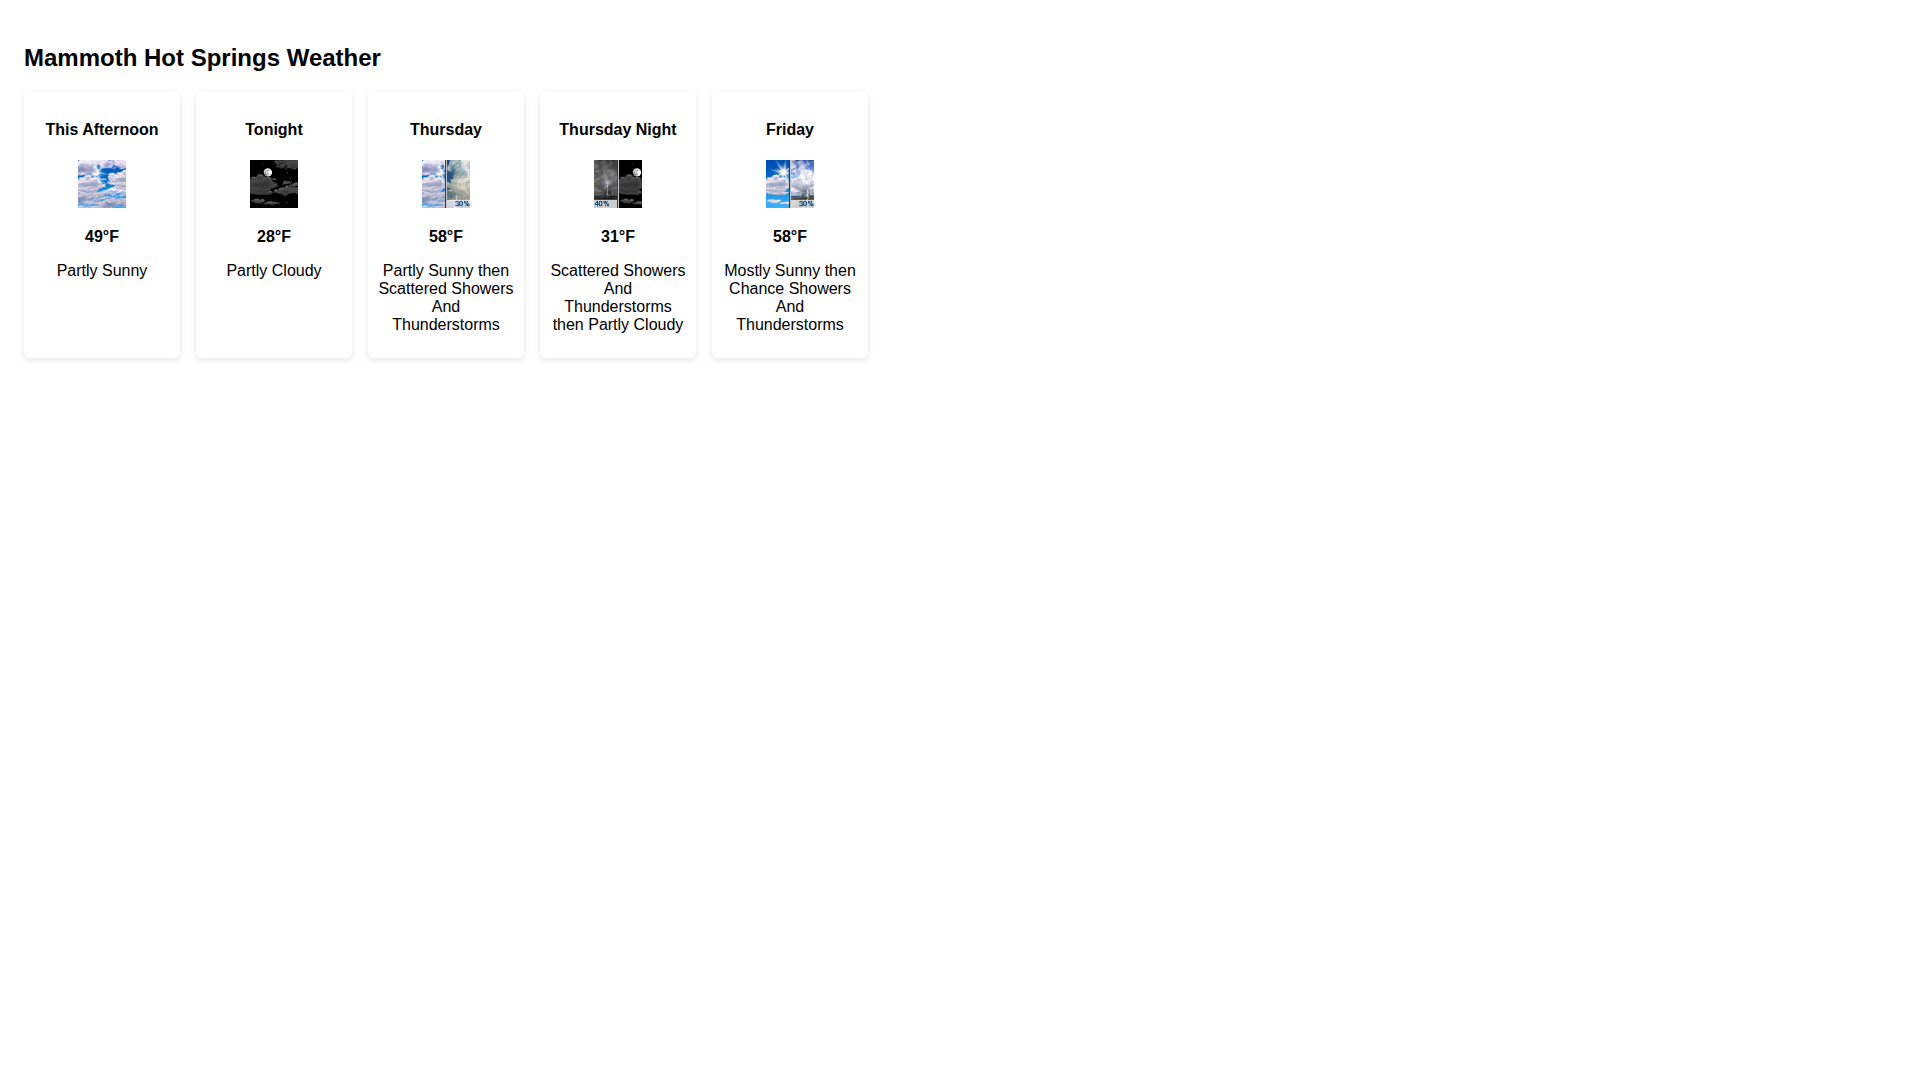 Mammoth Hot Springs Weather
This Afternoon
49°F
Partly Sunny
Tonight
28°F
Partly Cloudy
Thursday
30%
58°F
Partly Sunny then
Scattered Showers
And
Thunderstorms
Thursday Night
40%
31°F
Scattered Showers
And
Thunderstorms
then Partly Cloudy
Friday
30%
58°F
Mostly Sunny then
Chance Showers
And
Thunderstorms